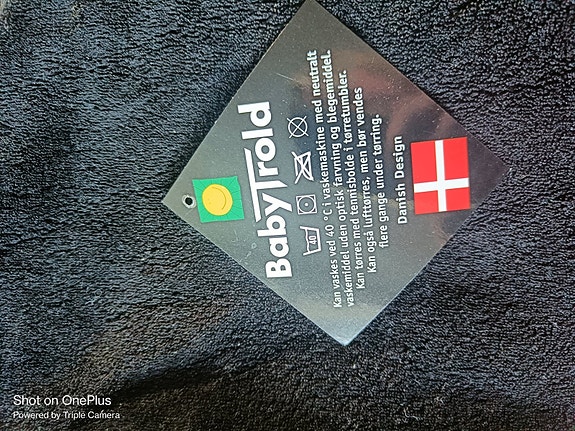 BabyTrold
40
Kan vaskes ved 40 °C i vaskemaskine med neutralt
vaskemiddel uden optisk farvning og blegemiddel.
Kan tørres med tennisbolde i tørretumbler.
Kan også lufttørres, men bør vendes
flere gange under tørring.
Danish Design
Shot on OnePlus
Powered by Triple Camera